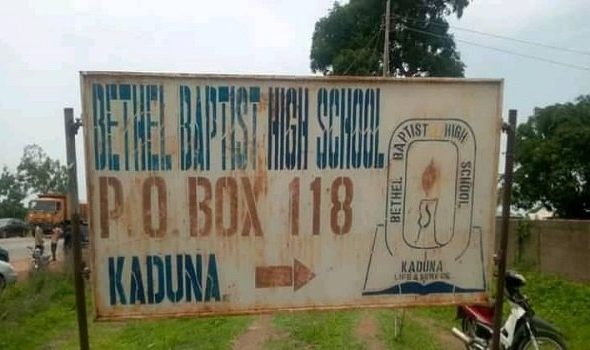 BETHEL BAPTIST HIGH SCHOOL
P.O. BOX 118
KADUNA
BETHEL BAPTIST HIGH SCHOOL
KADUNA